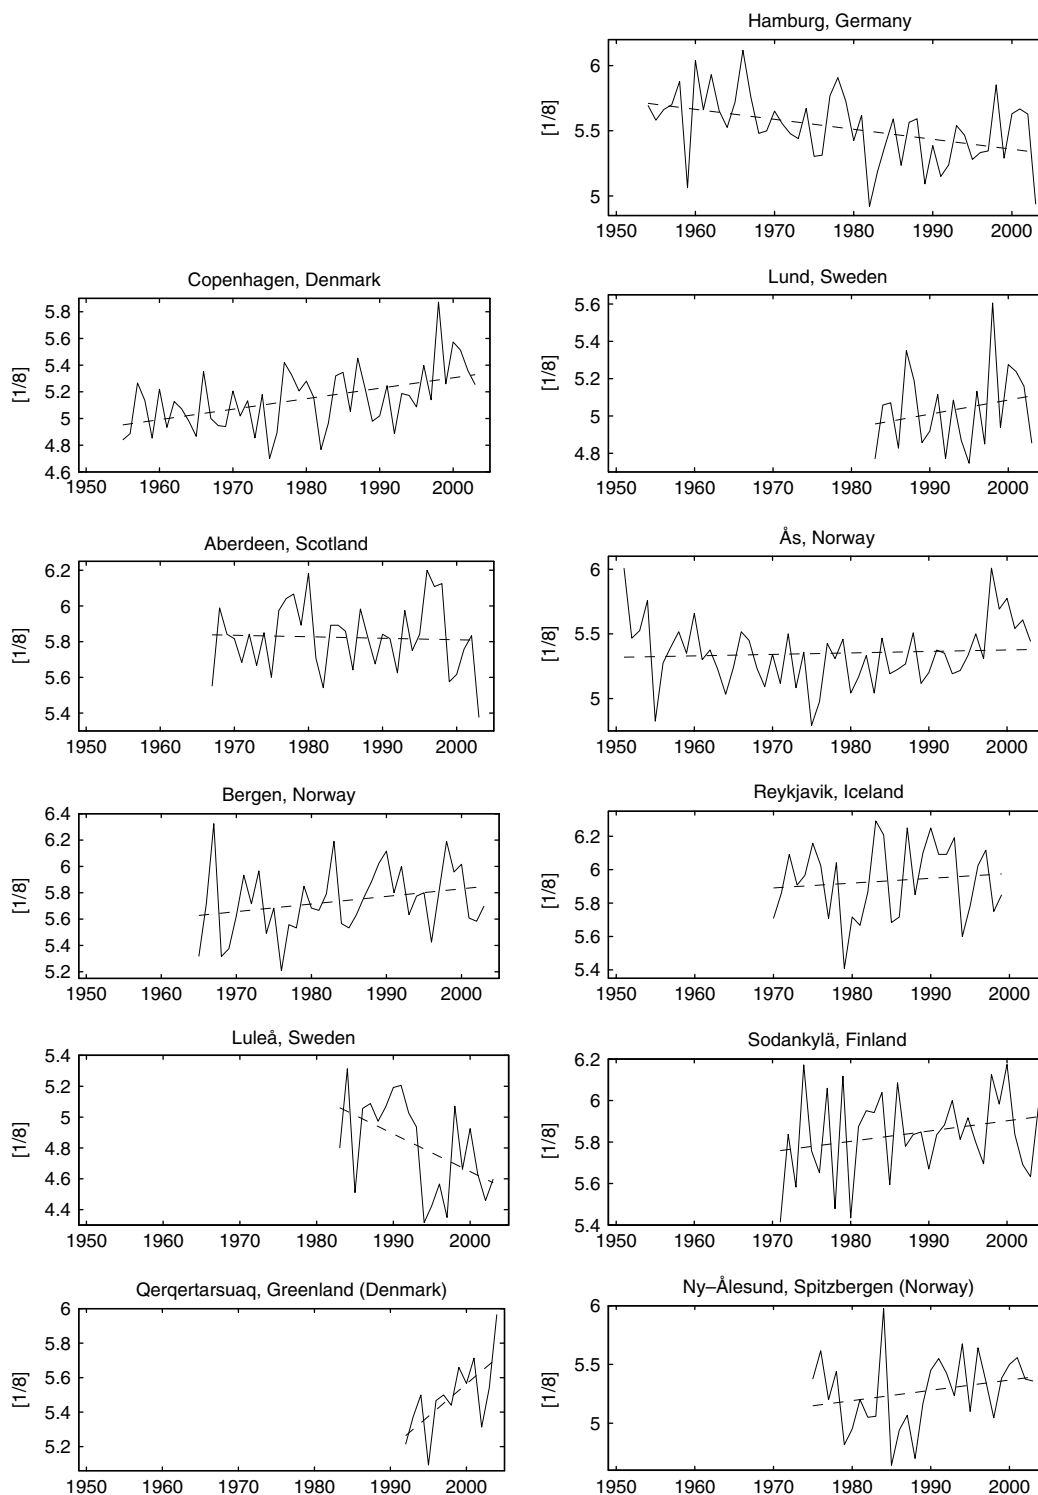 Hamburg, Germany
[1/8]
6
5.5
5
1950 1960 1970 1980 1990 2000
Copenhagen, Denmark
[1/8]
5.8
5.6
5.4
5.2
5
4.8
4.6
1950 1960 1970 1980 1990 2000
Lund, Sweden
[1/8]
5.6
5.4
5.2
5
4.8
1950 1960 1970 1980 1990 2000
Aberdeen, Scotland
[1/8]
6.2
6
5.8
5.6
5.4
1950 1960 1970 1980 1990 2000
Ås, Norway
[1/8]
6
5.5
5
1950 1960 1970 1980 1990 2000
Bergen, Norway
[1/8]
6.4
6.2
6
5.8
5.6
5.4
5.2
1950 1960 1970 1980 1990 2000
Reykjavik, Iceland
[1/8]
6.2
6
5.8
5.6
5.4
1950 1960 1970 1980 1990 2000
Luleå, Sweden
[1/8]
5.4
5.2
5
4.8
4.6
4.4
1950 1960 1970 1980 1990 2000
Sodankylä, Finland
[1/8]
6.2
6
5.8
5.6
5.4
1950 1960 1970 1980 1990 2000
Qerqertarsuaq, Greenland (Denmark)
[1/8]
6
5.8
5.6
5.4
5.2
1950 1960 1970 1980 1990 2000
Ny–Ålesund, Spitzbergen (Norway)
[1/8]
6
5.5
5
1950 1960 1970 1980 1990 2000